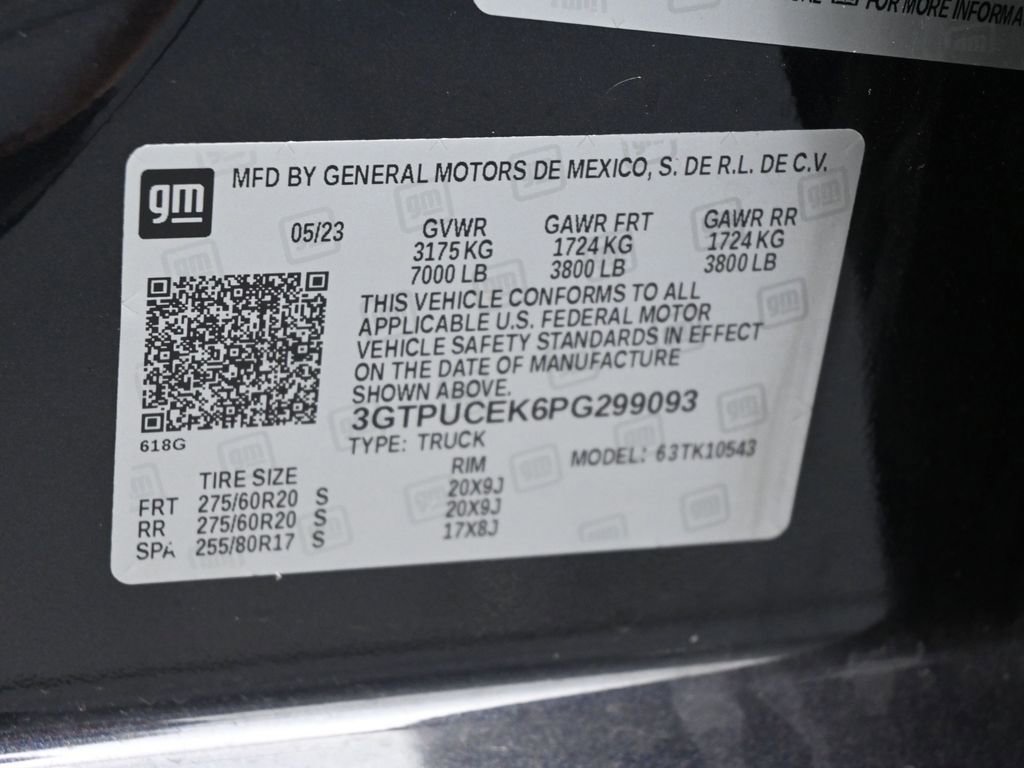 FOR MORE INFORMA
gm
MFD BY GENERAL MOTORS DE MEXICO, S. DE R.L. DE C.V.
05/23 GVWR GAWR FRT GAWR RR
3175 KG 1724 KG 1724 KG
7000 LB 3800 LB 3800 LB
THIS VEHICLE CONFORMS TO ALL
APPLICABLE U.S. FEDERAL MOTOR
VEHICLE SAFETY STANDARDS IN EFFECT
ON THE DATE OF MANUFACTURE
SHOWN ABOVE.
3GTPUCEK6PG299093
618G
TYPE: TRUCK MODEL: 63TK10543
TIRE SIZE RIM
FRT 275/60R20 S 20X9J
RR 275/60R20 S 20X9J
SPA 255/80R17 S 17X8J